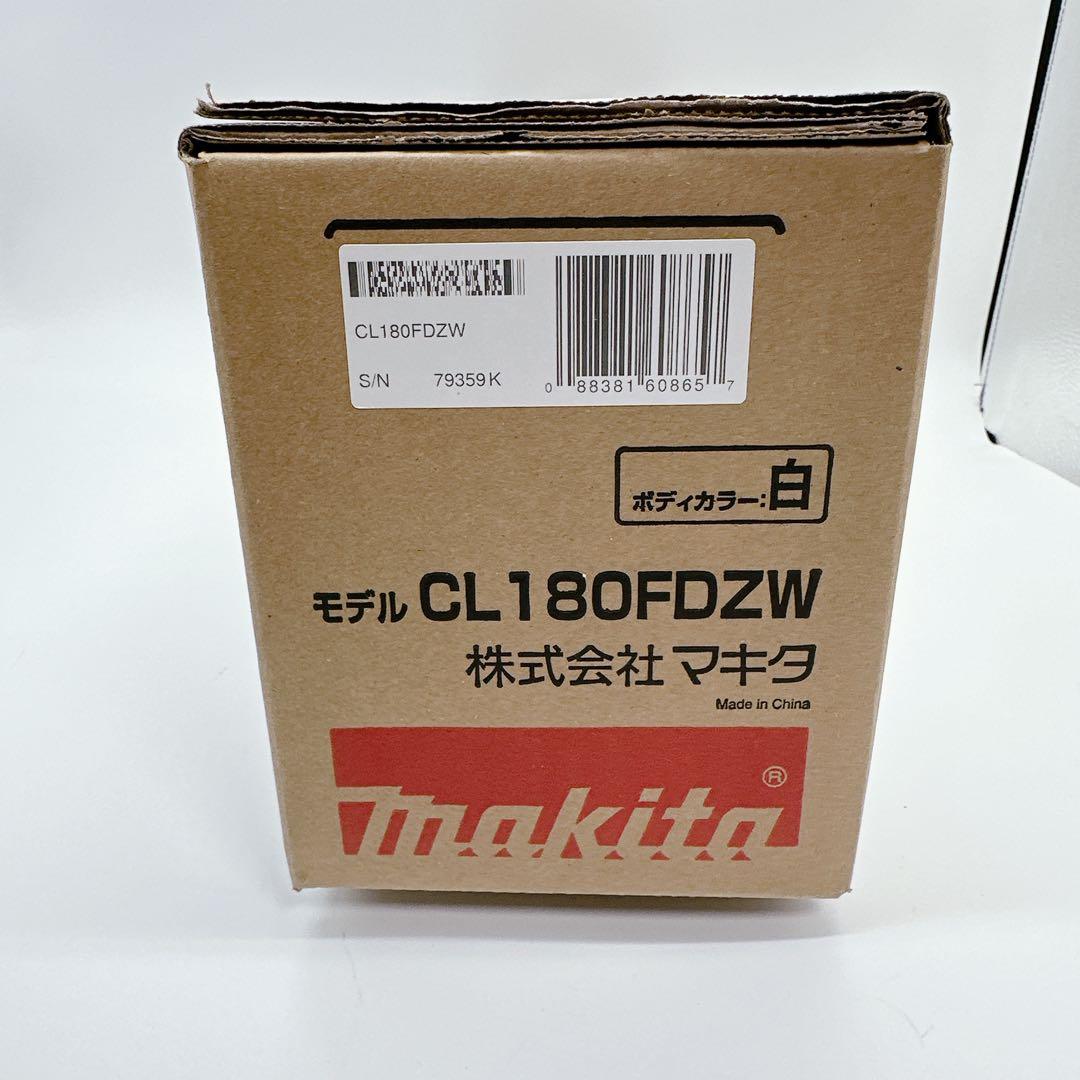 CL180FDZW
S/N 79359K
0 88381 60865 7
ボディカラー:白
モデル CL180FDZW
株式会社マキタ
Made in China
makita®